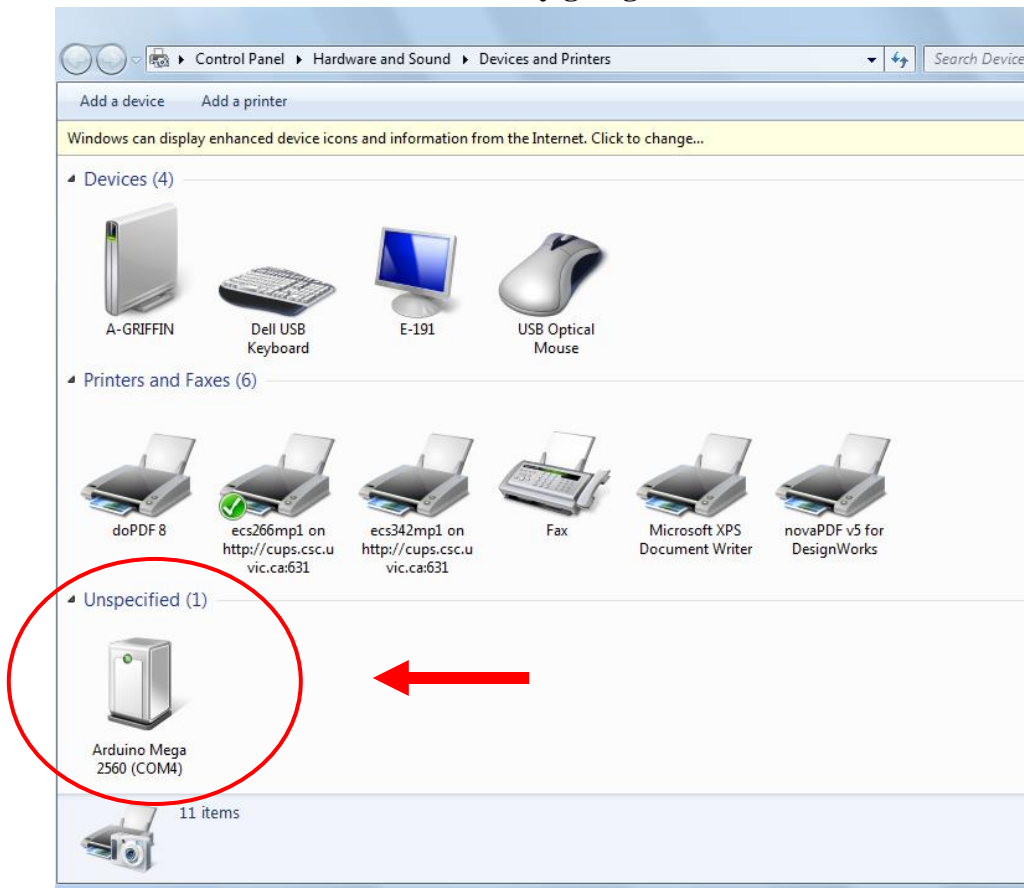 Control Panel ▸ Hardware and Sound ▸ Devices and Printers
Search Device
Add a device Add a printer
Windows can display enhanced device icons and information from the Internet. Click to change...
Devices (4)
A-GRIFFIN
Dell USB
Keyboard
E-191
USB Optical
Mouse
Printers and Faxes (6)
doPDF 8
ecs266mp1 on
http://cups.csc.u
vic.ca:631
ecs342mp1 on
http://cups.csc.u
vic.ca:631
Fax
Microsoft XPS
Document Writer
novaPDF v5 for
DesignWorks
Unspecified (1)
Arduino Mega
2560 (COM4)
11 items